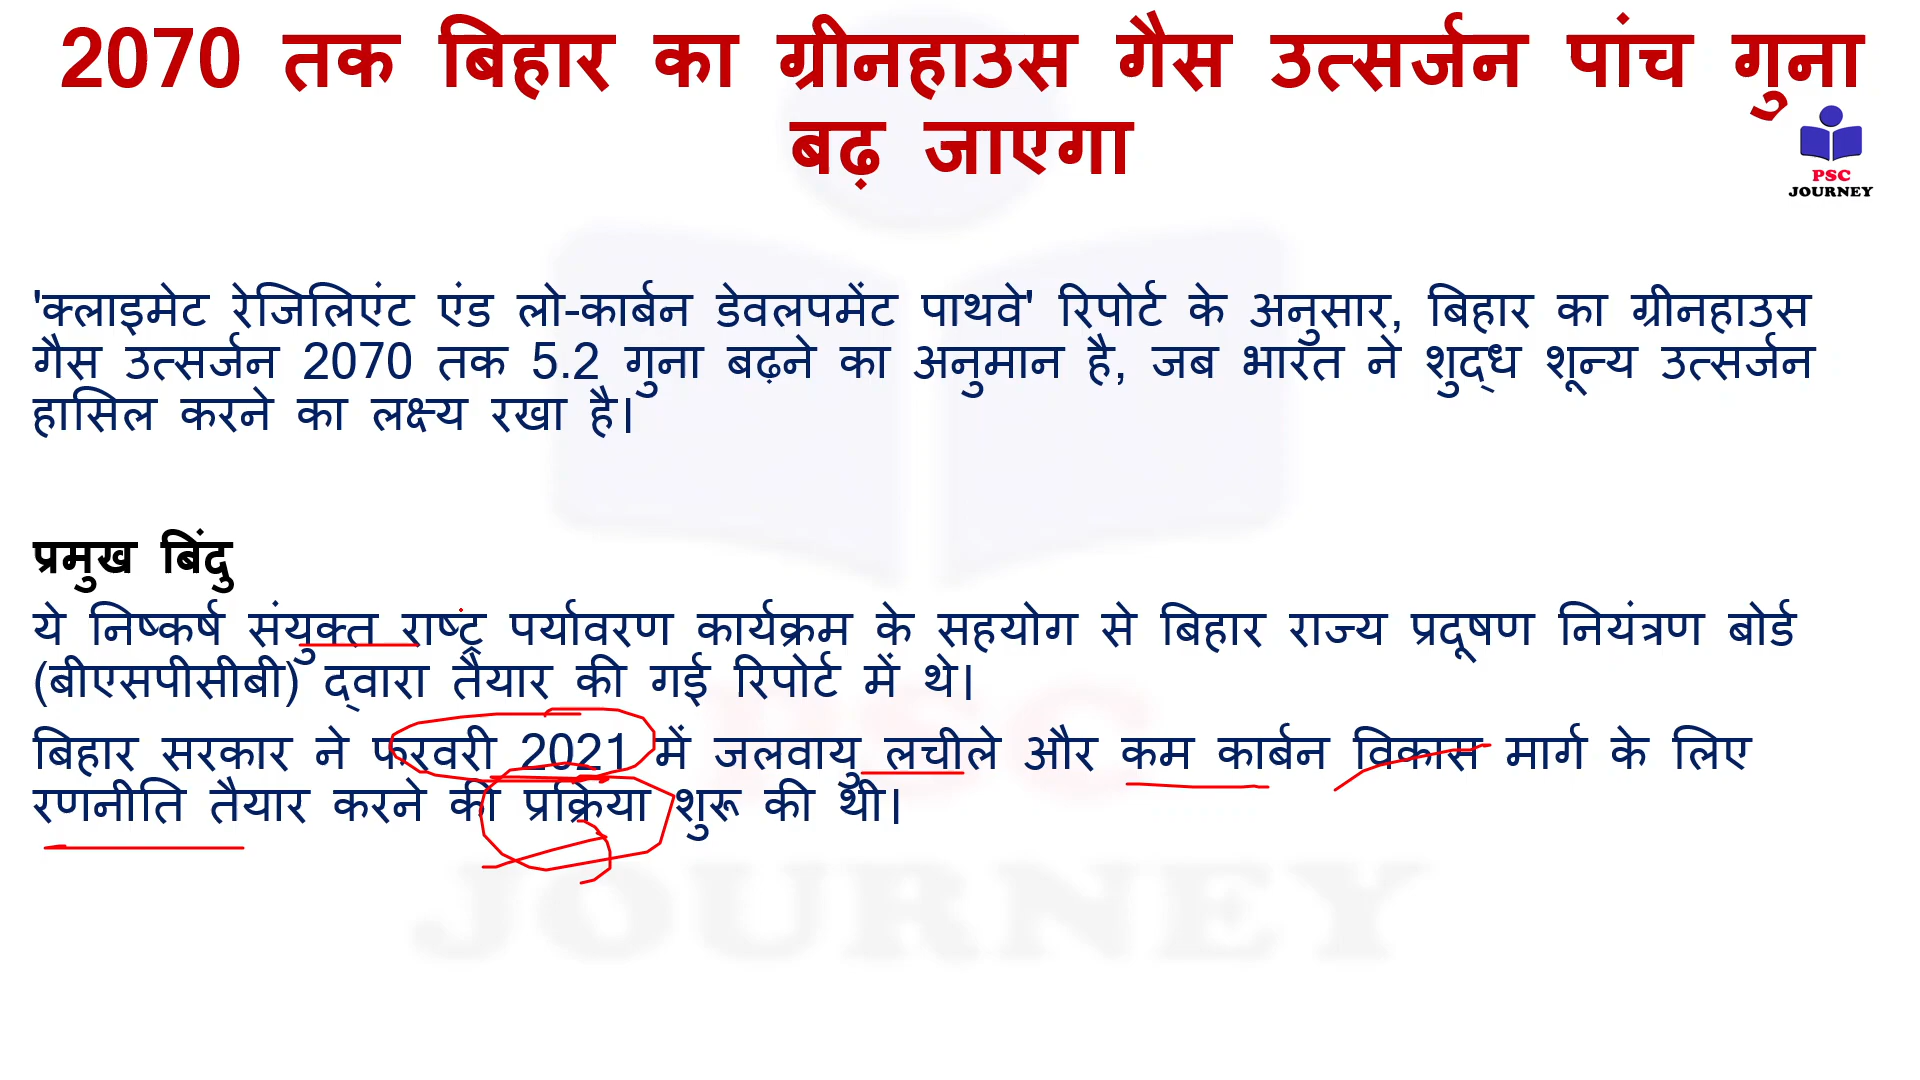 2070 तक बिहार का ग्रीनहाउस गैस उत्सर्जन पांच गुना
बढ़ जाएगा
PSC
JOURNEY
'क्लाइमेट रेजिलिएंट एंड लो-कार्बन डेवलपमेंट पाथवे' रिपोर्ट के अनुसार, बिहार का ग्रीनहाउस
गैस उत्सर्जन 2070 तक 5.2 गुना बढ़ने का अनुमान है, जब भारत ने शुद्ध शून्य उत्सर्जन
हासिल करने का लक्ष्य रखा है।
प्रमुख बिंदु
ये निष्कर्ष संयुक्त राष्ट्र पर्यावरण कार्यक्रम के सहयोग से बिहार राज्य प्रदूषण नियंत्रण बोर्ड
(बीएसपीसीबी) द्वारा तैयार की गई रिपोर्ट में थे।
बिहार सरकार ने फरवरी 2021 में जलवायु लचीले और कम कार्बन विकास मार्ग के लिए
रणनीति तैयार करने की प्रक्रिया शुरू की थी।
PSC
JOURNEY